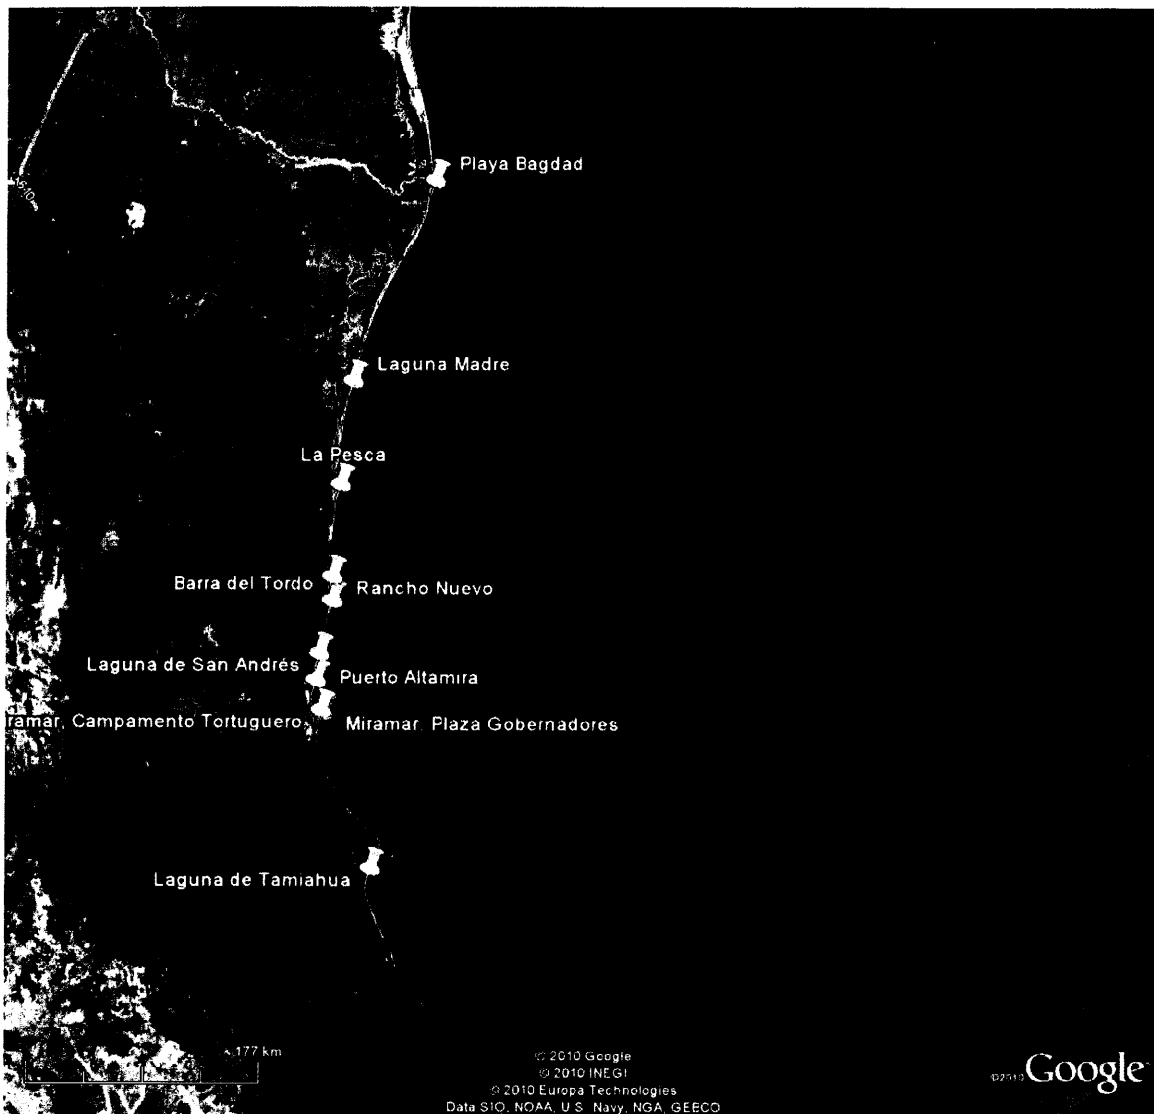 Playa Bagdad
Laguna Madre
La Pesca
Barra del Tordo
Rancho Nuevo
Laguna de San Andrés
Puerto Altamira
ramar, Campamento Tortuguero
Miramar, Plaza Gobernadores
Laguna de Tamiahua
177 km
© 2010 Google
© 2010 INEGI
© 2010 Europa Technologies
Data SIO, NOAA, U.S. Navy, NGA, GEBCO
©2010 Google